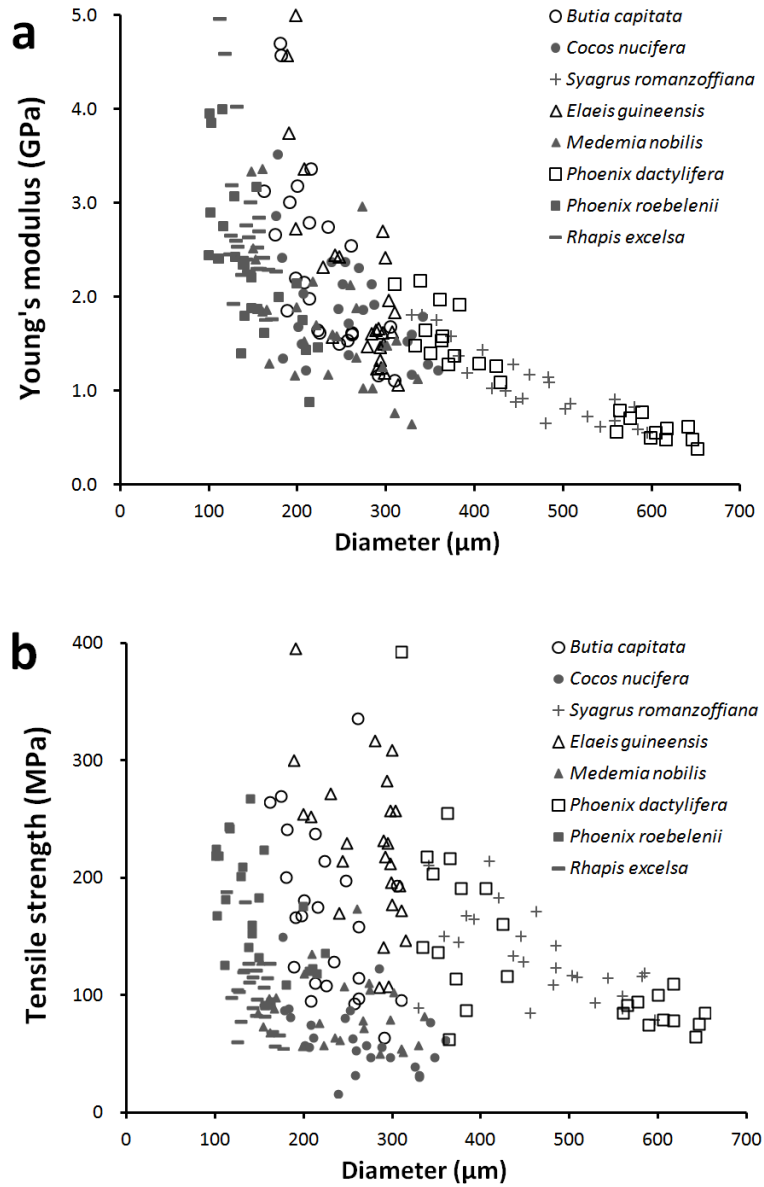 a
Young's modulus (GPa)
5.0
4.0
3.0
2.0
1.0
0.0
Butia capitata
Cocos nucifera
Syagrus romanzoffiana
Elaeis guineensis
Medemia nobilis
Phoenix dactylifera
Phoenix roebelenii
Rhapis excelsa
0 100 200 300 400 500 600 700
Diameter (µm)
b
Tensile strength (MPa)
400
300
200
100
0
Butia capitata
Cocos nucifera
Syagrus romanzoffiana
Elaeis guineensis
Medemia nobilis
Phoenix dactylifera
Phoenix roebelenii
Rhapis excelsa
0 100 200 300 400 500 600 700
Diameter (µm)